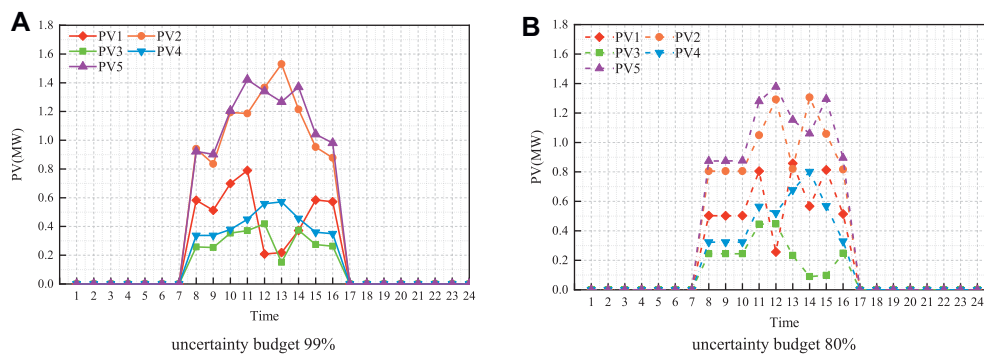 A
PV1 PV2
PV3 PV4
PV5
1.8
1.6
1.4
1.2
1.0
0.8
0.6
0.4
0.2
0.0
PV(MW)
1 2 3 4 5 6 7 8 9 10 11 12 13 14 15 16 17 18 19 20 21 22 23 24
Time
uncertainty budget 99%
B
PV1 PV2
PV3 PV4
PV5
1.8
1.6
1.4
1.2
1.0
0.8
0.6
0.4
0.2
0.0
PV(MW)
1 2 3 4 5 6 7 8 9 10 11 12 13 14 15 16 17 18 19 20 21 22 23 24
Time
uncertainty budget 80%